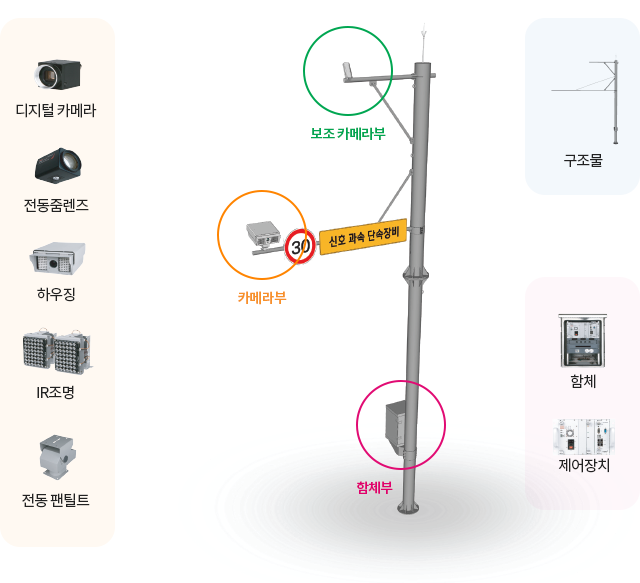 디지털 카메라
전동줌렌즈
하우징
IR조명
전동 팬틸트
보조 카메라부
30
신호 과속 단속장비
카메라부
함체부
구조물
함체
제어장치